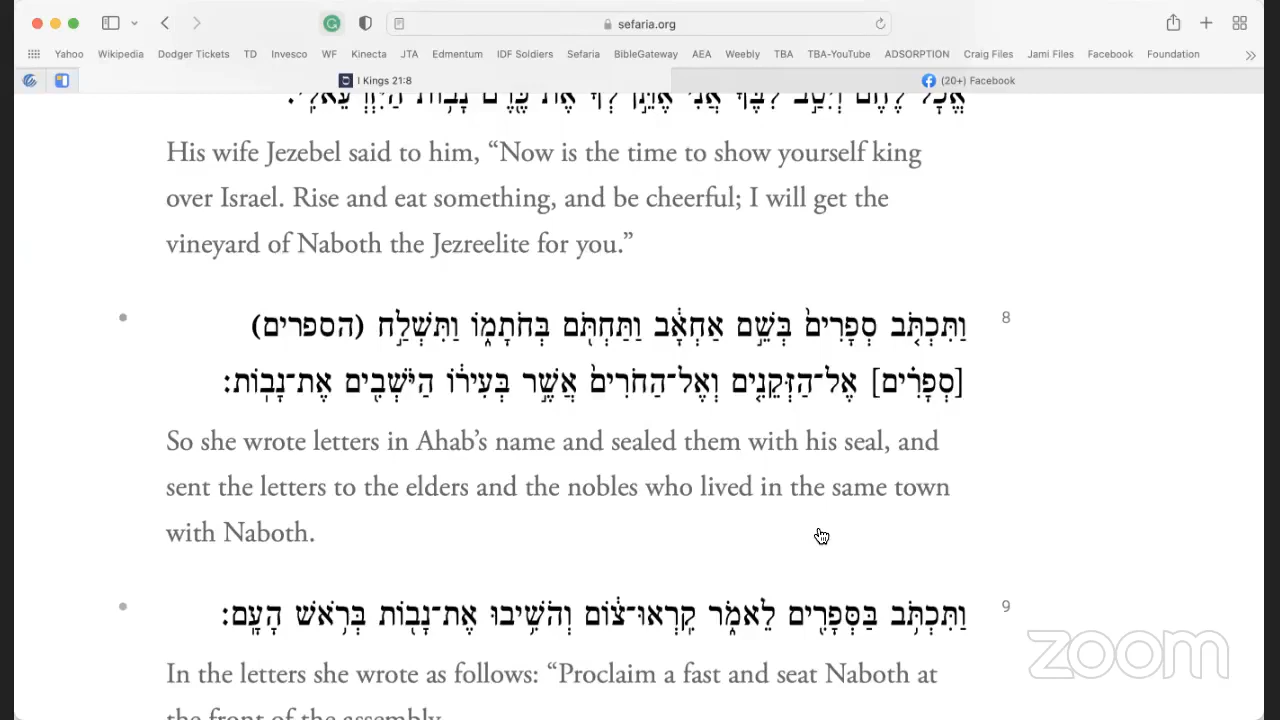 sefaria.org
Yahoo Wikipedia Dodger Tickets TD Invesco WF Kinecta JTA Edmentum IDF Soldiers Sefaria BibleGateway AEA Weebly TBA TBA-YouTube ADSORPTION Craig Files Jami Files Facebook Foundation
I Kings 21:8
(20+) Facebook
His wife Jezebel said to him, “Now is the time to show yourself king
over Israel. Rise and eat something, and be cheerful; I will get the
vineyard of Naboth the Jezreelite for you.”
8
וַתִּכְתֹּ֤ב סְפָרִים֙ בְּשֵׁ֣ם אַחְאָ֔ב וַתַּחְתֹּ֖ם בְּחֹתָמ֑וֹ וַתִּשְׁלַ֣ח (הספרים)
[סְפָרִ֗ים] אֶל־הַזְּקֵנִ֤ים וְאֶל־הַחֹרִים֙ אֲשֶׁ֣ר בְּעִיר֔וֹ הַיֹּשְׁבִ֖ים אֶת־נָבֽוֹת׃
So she wrote letters in Ahab’s name and sealed them with his seal, and
sent the letters to the elders and the nobles who lived in the same town
with Naboth.
9
וַתִּכְתֹּ֥ב בַּסְּפָרִ֖ים לֵאמֹ֑ר קִֽרְאוּ־צ֔וֹם וְהֹשִׁ֥יבוּ אֶת־נָב֖וֹת בְּרֹ֥אשׁ הָעָֽם׃
In the letters she wrote as follows: “Proclaim a fast and seat Naboth at
the front of the assembly
zoom